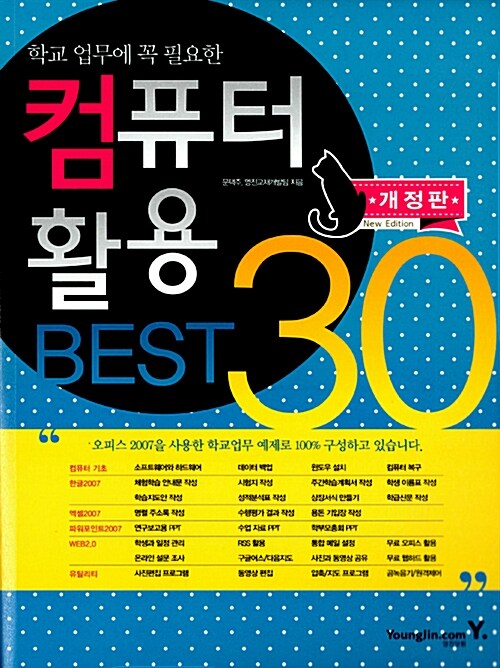 학교 업무에 꼭 필요한
컴퓨터
문택주, 영진교재개발팀 지음
활용
개정판
New Edition
BEST 30
오피스 2007을 사용한 학교업무 예제로 100% 구성하고 있습니다.
컴퓨터 기초 소프트웨어와 하드웨어 데이터 백업 윈도우 설치 컴퓨터 복구
한글2007 체험학습 안내문 작성 시험지 작성 주간학습계획서 작성 학생 이름표 작성
학습지도안 작성 성적분석표 작성 상장서식 만들기 학급신문 작성
엑셀2007 명렬 주소록 작성 수행평가 결과 작성 용돈 기입장 작성
파워포인트2007 연구보고용 PPT 수업 자료 PPT 학부모총회 PPT
WEB2.0 학생과 일정 관리 RSS 활용 통합 메일 설정 무료 오피스 활용
온라인 설문 조사 구글어스/다음지도 사진과 동영상 공유 무료 웹하드 활용
유틸리티 사진편집 프로그램 동영상 편집 압축/지도 프로그램 곰녹음기/원격제어
YoungJin.com Y.
영진닷컴